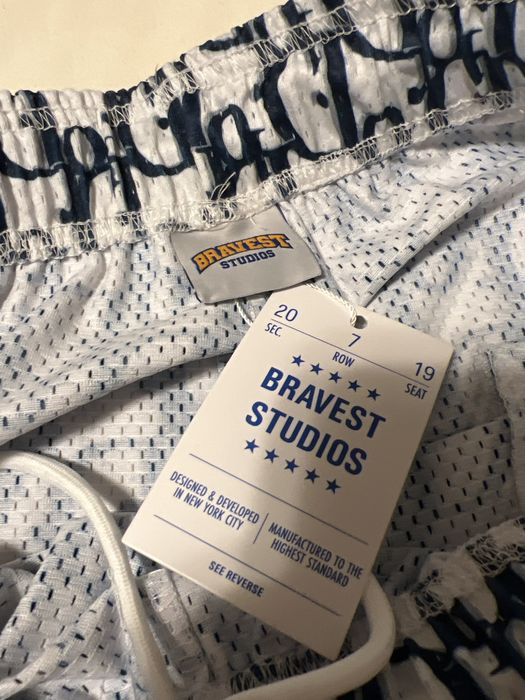 BRAVEST
STUDIOS
20 7 19
SEC. ROW SEAT
BRAVEST
STUDIOS
DESIGNED & DEVELOPED
IN NEW YORK CITY
MANUFACTURED TO THE
HIGHEST STANDARD
SEE REVERSE